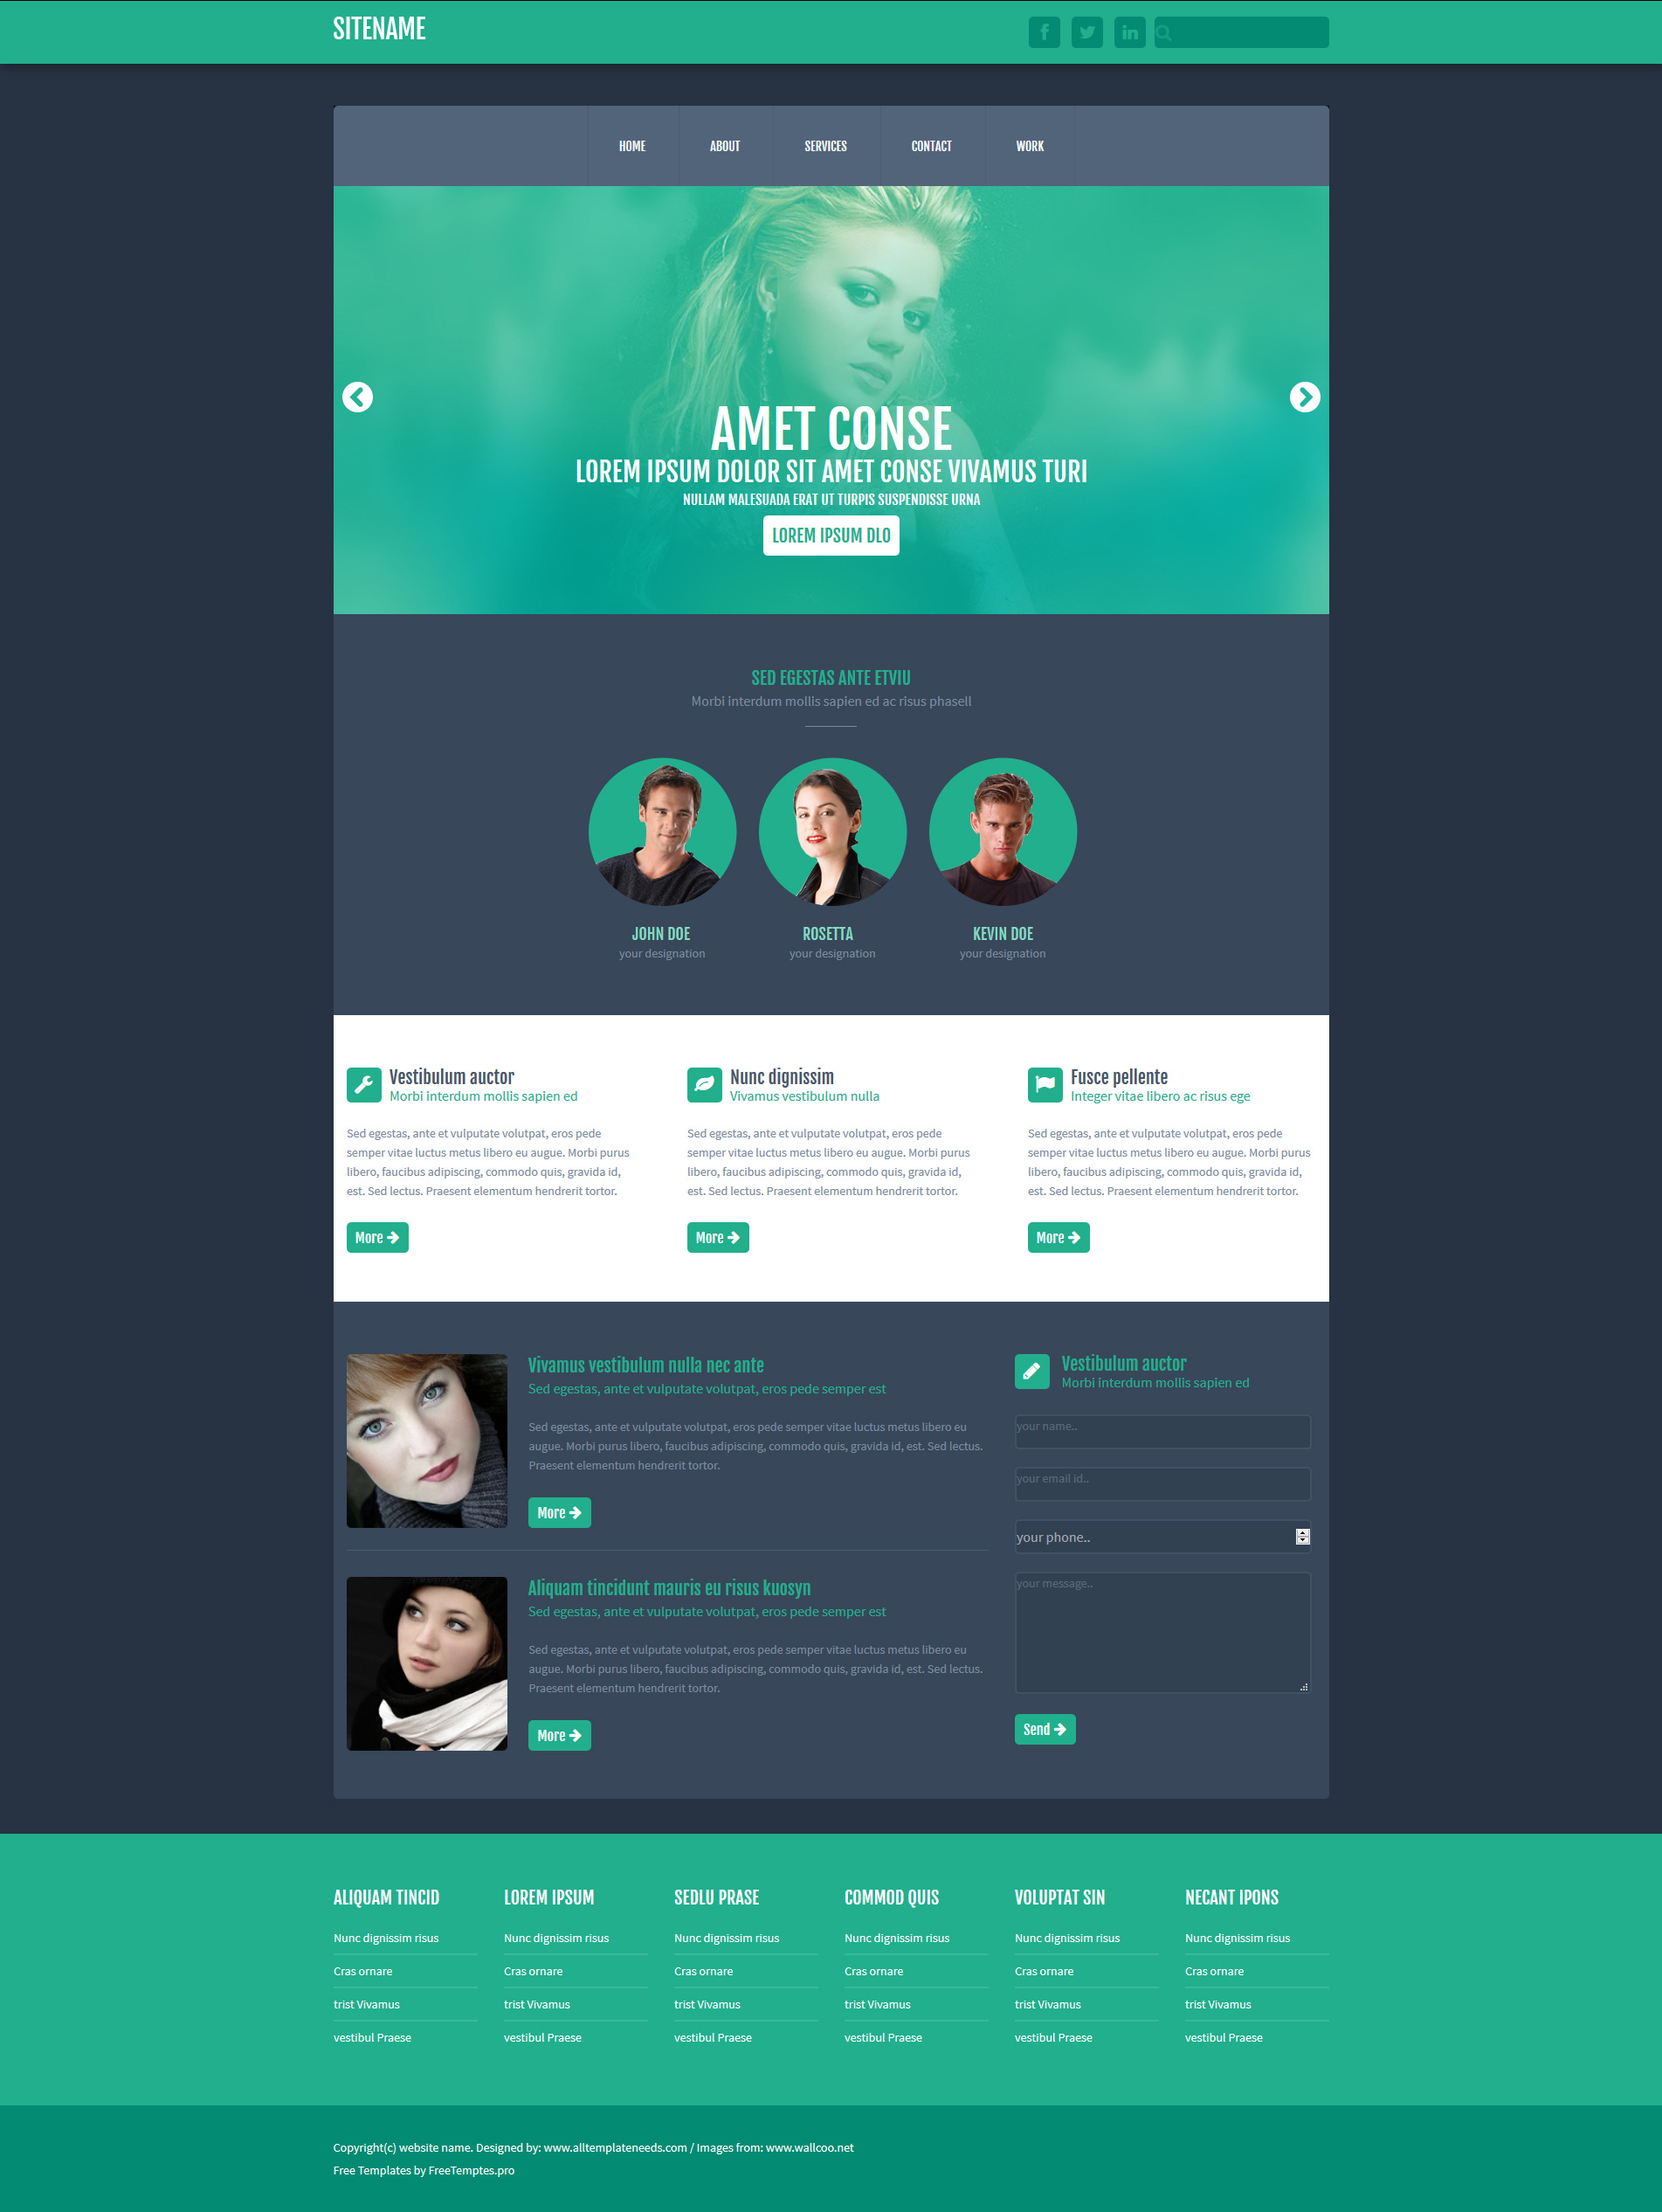 SITENAME
HOME ABOUT SERVICES CONTACT WORK
AMET CONSE
LOREM IPSUM DOLOR SIT AMET CONSE VIVAMUS TURI
NULLAM MALESUADA ERAT UT TURPIS SUSPENDISSE URNA
LOREM IPSUM DLO
SED EGESTAS ANTE ETVIU
Morbi interdum mollis sapien ed ac risus phasell
JOHN DOE
your designation
ROSETTA
your designation
KEVIN DOE
your designation
Vestibulum auctor
Morbi interdum mollis sapien ed
Sed egestas, ante et vulputate volutpat, eros pede
semper vitae luctus metus libero eu augue. Morbi purus
libero, faucibus adipiscing, commodo quis, gravida id,
est. Sed lectus. Praesent elementum hendrerit tortor.
More
Nunc dignissim
Vivamus vestibulum nulla
Sed egestas, ante et vulputate volutpat, eros pede
semper vitae luctus metus libero eu augue. Morbi purus
libero, faucibus adipiscing, commodo quis, gravida id,
est. Sed lectus. Praesent elementum hendrerit tortor.
More
Fusce pellente
Integer vitae libero ac risus ege
Sed egestas, ante et vulputate volutpat, eros pede
semper vitae luctus metus libero eu augue. Morbi purus
libero, faucibus adipiscing, commodo quis, gravida id,
est. Sed lectus. Praesent elementum hendrerit tortor.
More
Vivamus vestibulum nulla nec ante
Sed egestas, ante et vulputate volutpat, eros pede semper est
Sed egestas, ante et vulputate volutpat, eros pede semper vitae luctus metus libero eu
augue. Morbi purus libero, faucibus adipiscing, commodo quis, gravida id, est. Sed lectus.
Praesent elementum hendrerit tortor.
More
Aliquam tincidunt mauris eu risus kuosyn
Sed egestas, ante et vulputate volutpat, eros pede semper est
Sed egestas, ante et vulputate volutpat, eros pede semper vitae luctus metus libero eu
augue. Morbi purus libero, faucibus adipiscing, commodo quis, gravida id, est. Sed lectus.
Praesent elementum hendrerit tortor.
More
Vestibulum auctor
Morbi interdum mollis sapien ed
your name..
your email id..
your phone..
your message..
Send
ALIQUAM TINCID
Nunc dignissim risus
Cras ornare
trist Vivamus
vestibul Praese
LOREM IPSUM
Nunc dignissim risus
Cras ornare
trist Vivamus
vestibul Praese
SEDLU PRASE
Nunc dignissim risus
Cras ornare
trist Vivamus
vestibul Praese
COMMOD QUIS
Nunc dignissim risus
Cras ornare
trist Vivamus
vestibul Praese
VOLUPTAT SIN
Nunc dignissim risus
Cras ornare
trist Vivamus
vestibul Praese
NECANT IPONS
Nunc dignissim risus
Cras ornare
trist Vivamus
vestibul Praese
Copyright(c) website name. Designed by: www.alltemplateneeds.com / Images from: www.wallcoo.net
Free Templates by FreeTemptes.pro